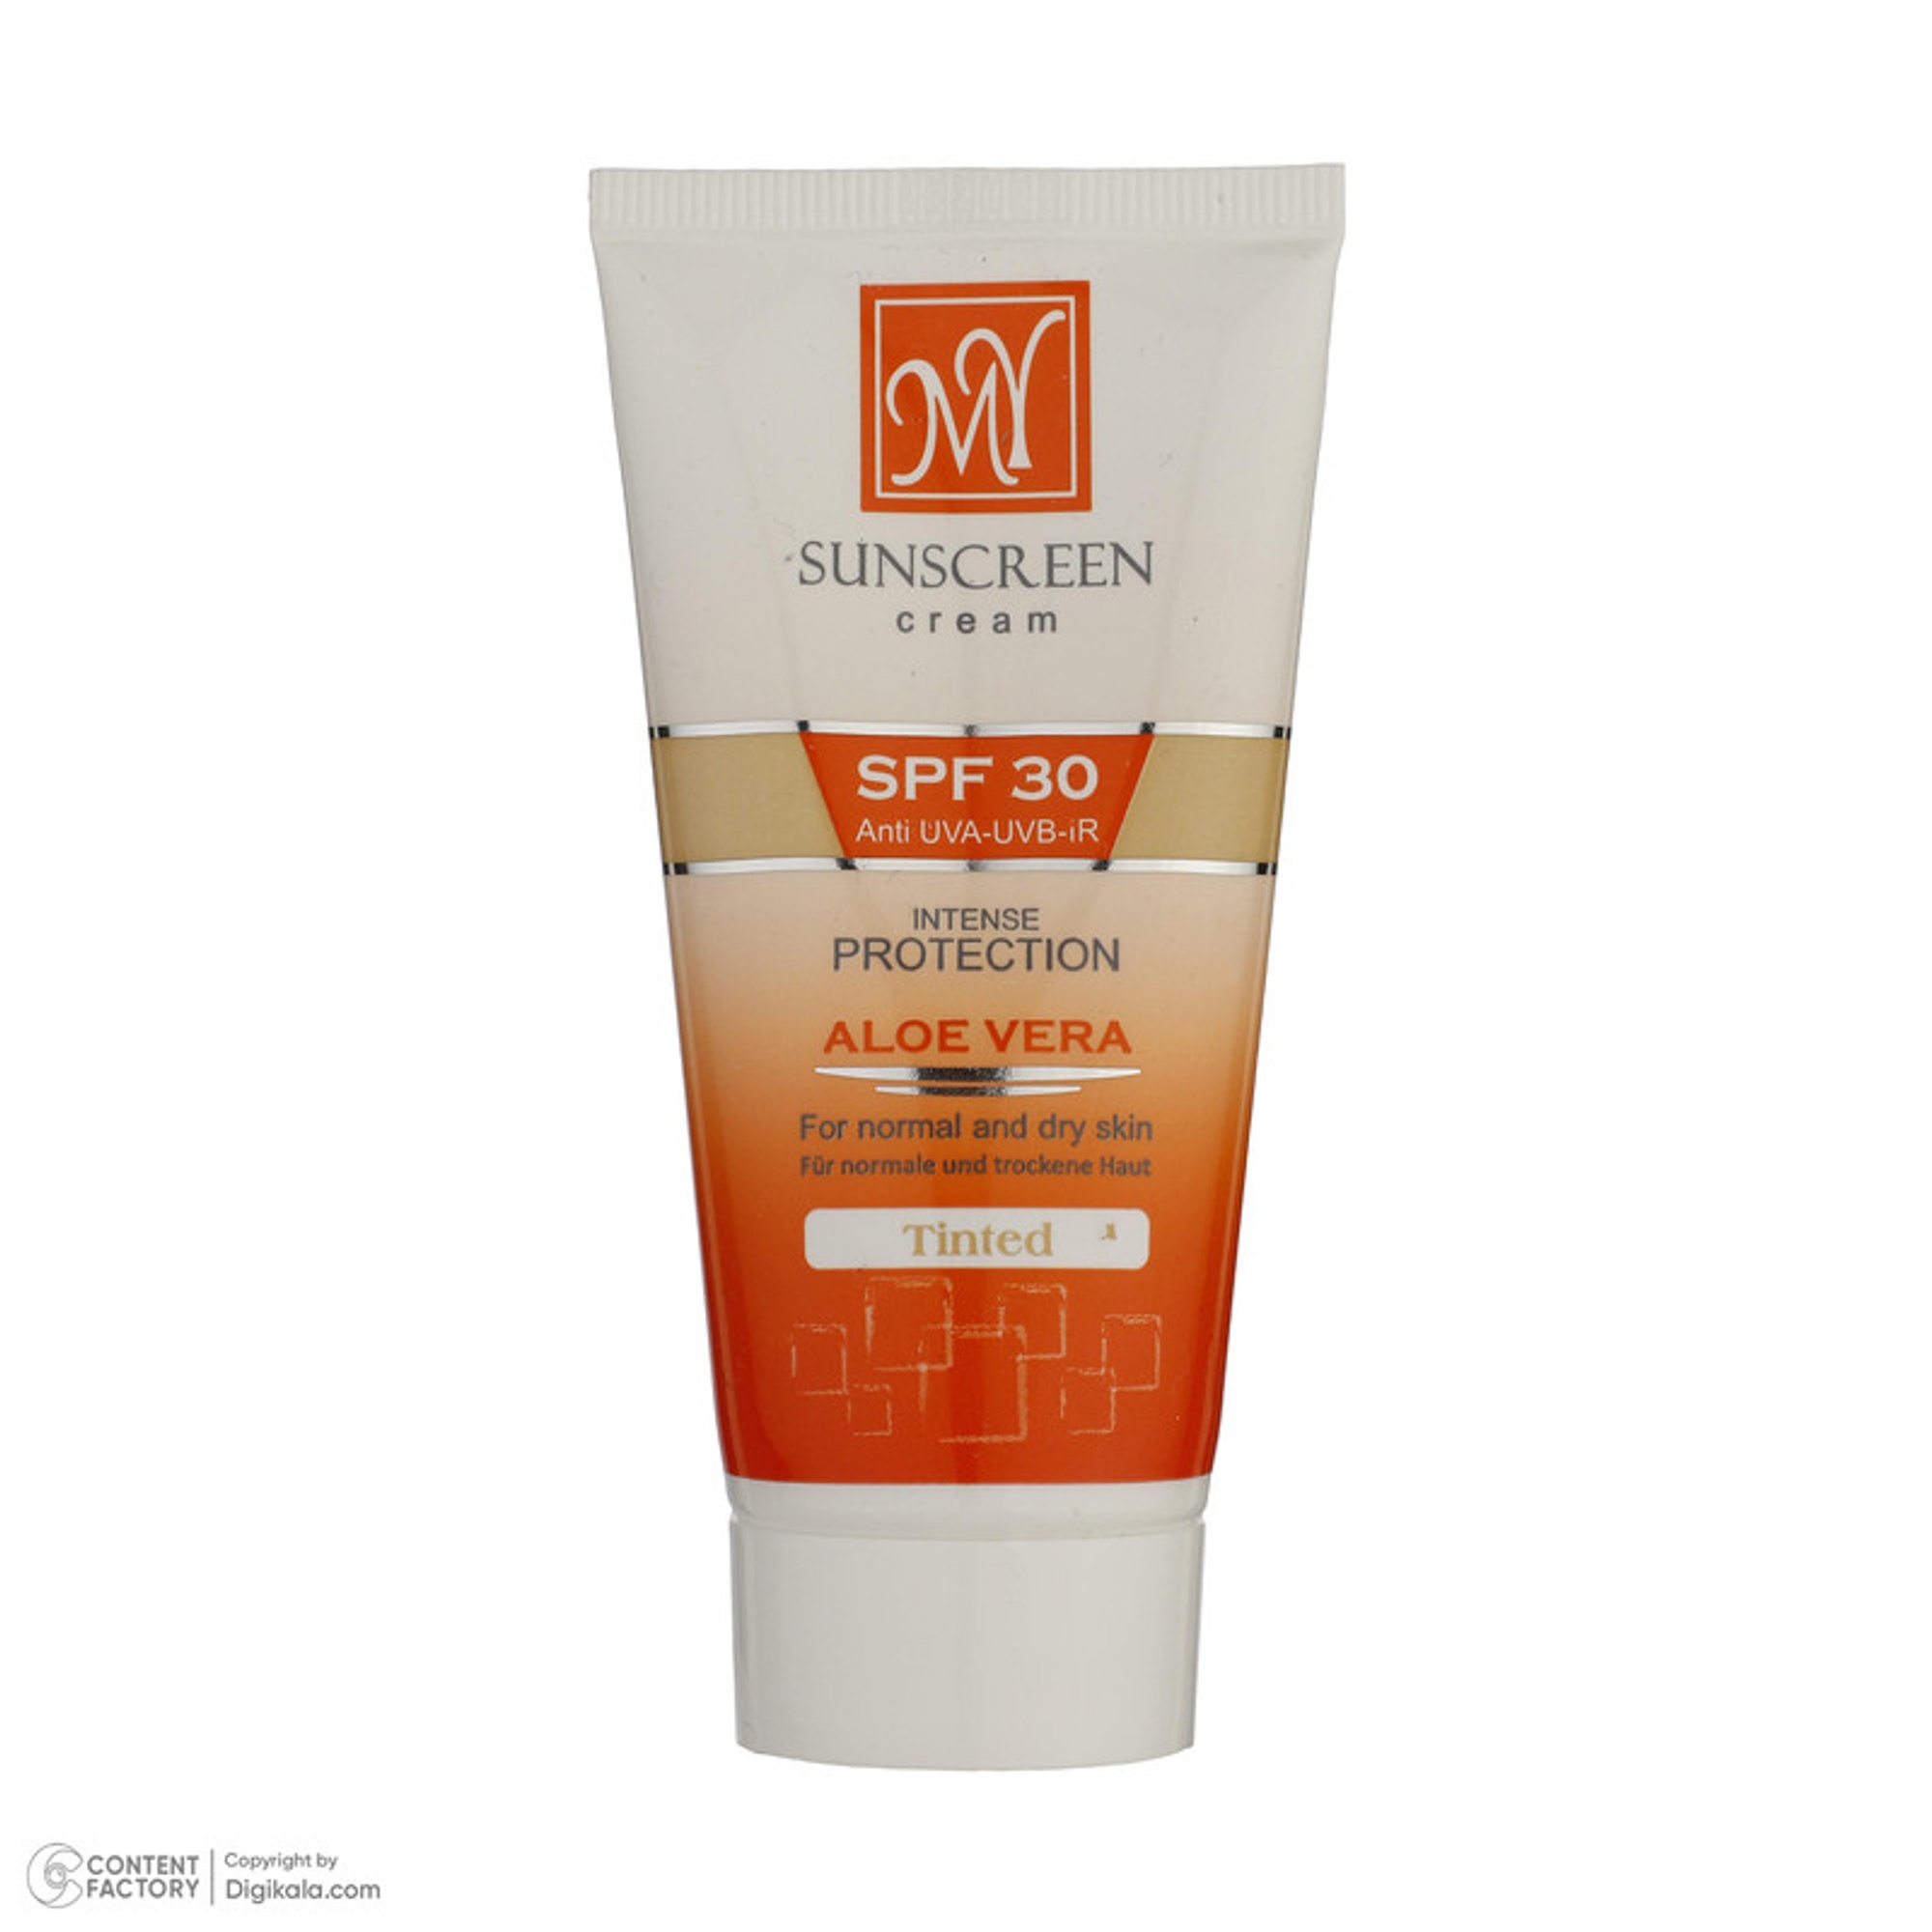 MY
SUNSCREEN
cream
SPF 30
Anti UVA-UVB-iR
INTENSE
PROTECTION
ALOE VERA
For normal and dry skin
Für normale und trockene Haut
Tinted
CONTENT
FACTORY
Copyright by
Digikala.com